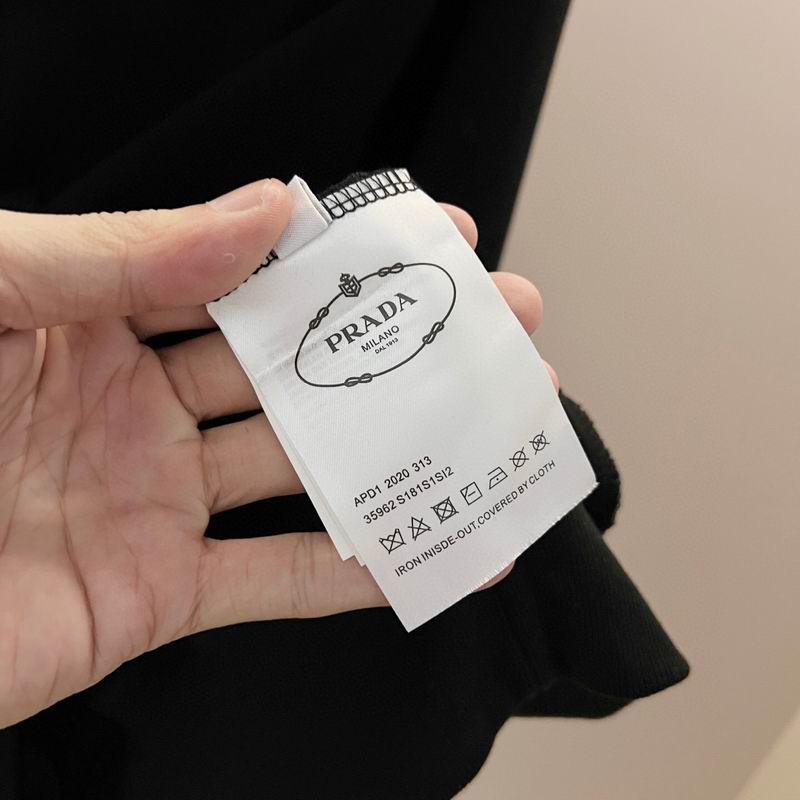 PRADA
MILANO
DAL 1913
APD1 2020 313
35962 S181S1SI2
IRON INISDE-OUT,COVERED BY CLOTH